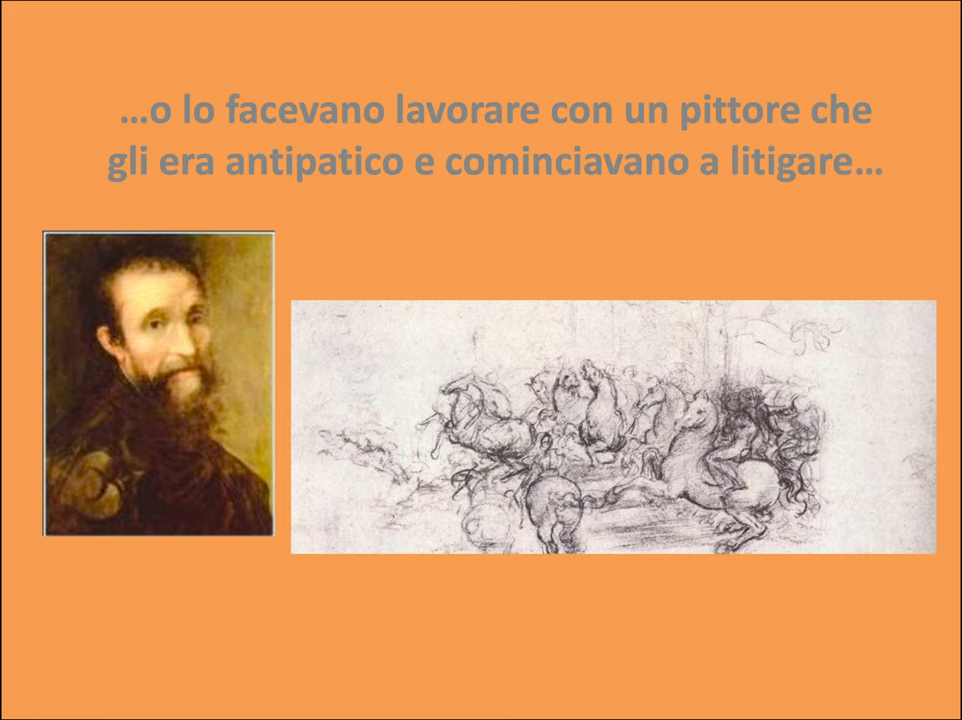 …o lo facevano lavorare con un pittore che
gli era antipatico e cominciavano a litigare…